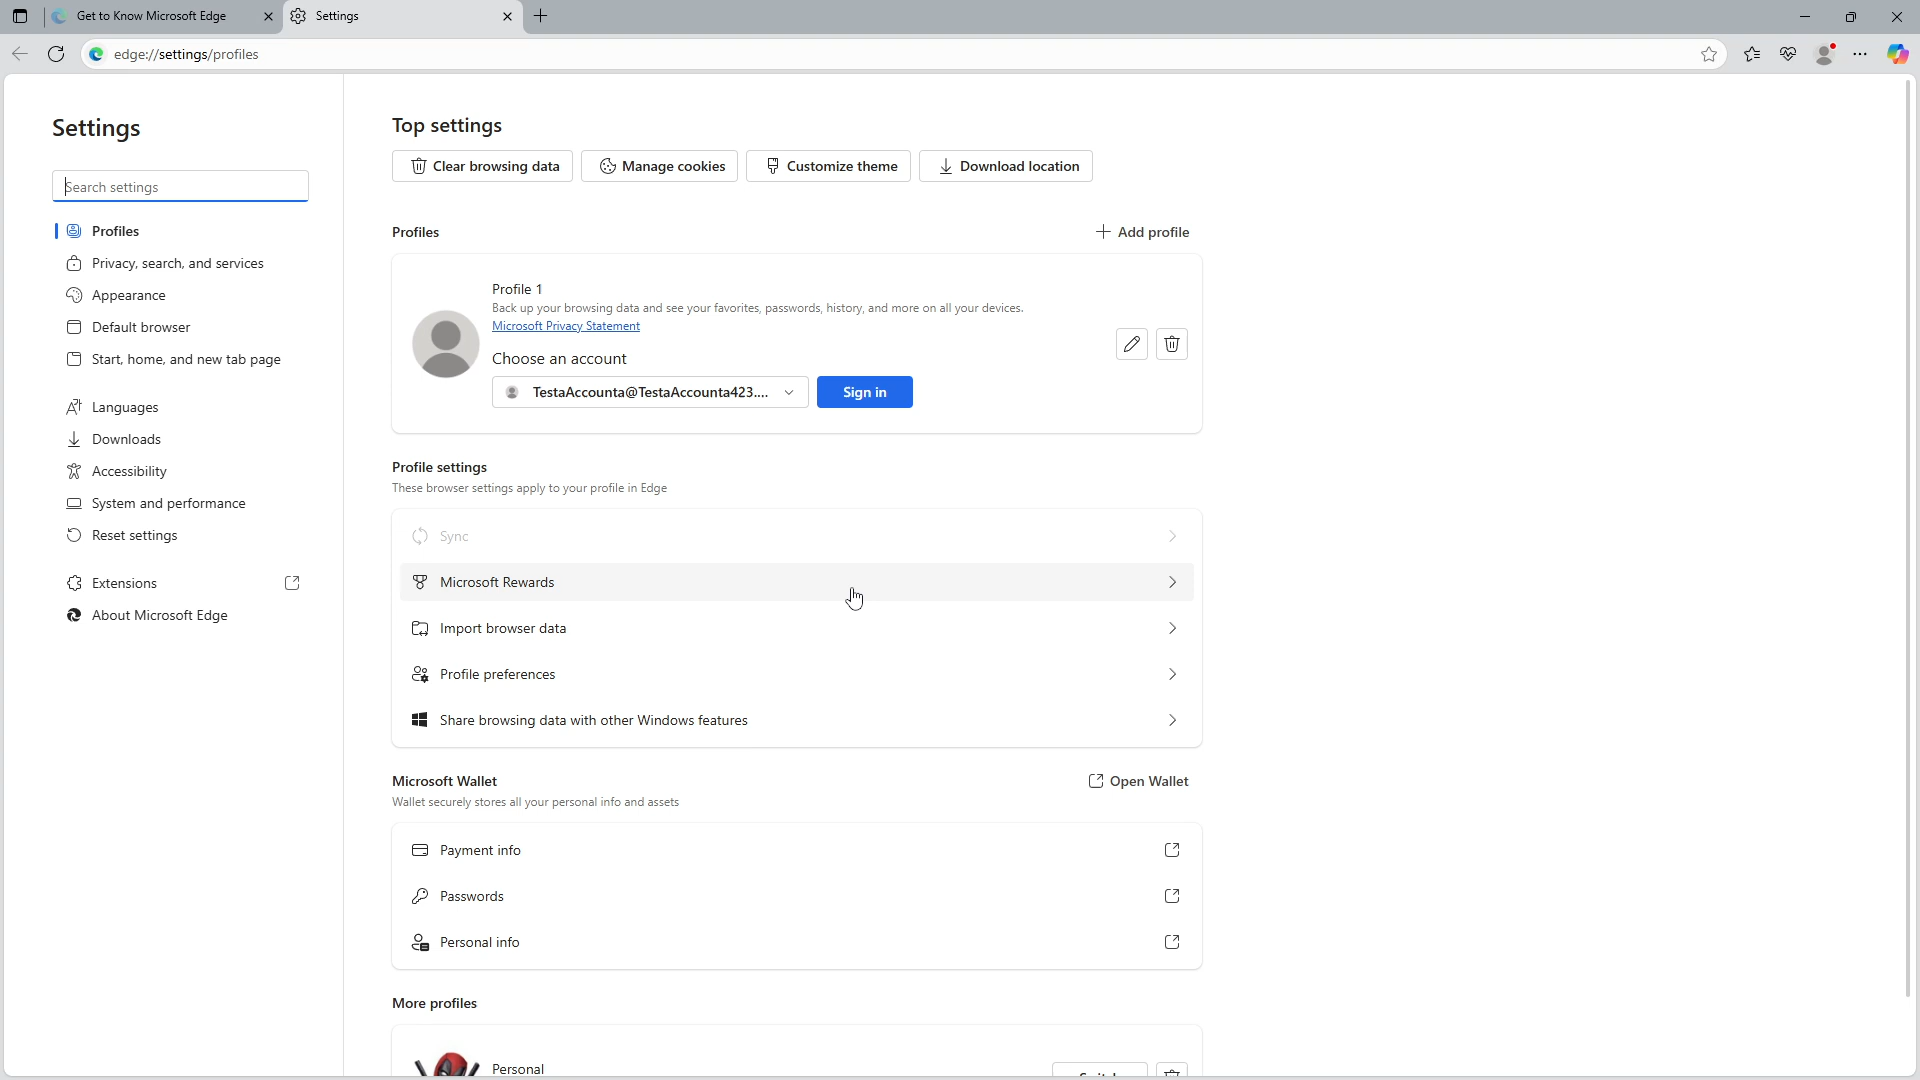 Get to Know Microsoft Edge
Settings
edge://settings/profiles
Settings
Search settings
Profiles
Privacy, search, and services
Appearance
Default browser
Start, home, and new tab page
Languages
Downloads
Accessibility
System and performance
Reset settings
Extensions
About Microsoft Edge
Top settings
Clear browsing data
Manage cookies
Customize theme
Download location
Profiles
Add profile
Profile 1
Back up your browsing data and see your favorites, passwords, history, and more on all your devices.
Microsoft Privacy Statement
Choose an account
TestaAccounta@TestaAccounta423....
Sign in
Profile settings
These browser settings apply to your profile in Edge
Sync
Microsoft Rewards
Import browser data
Profile preferences
Share browsing data with other Windows features
Microsoft Wallet
Open Wallet
Wallet securely stores all your personal info and assets
Payment info
Passwords
Personal info
More profiles
Personal